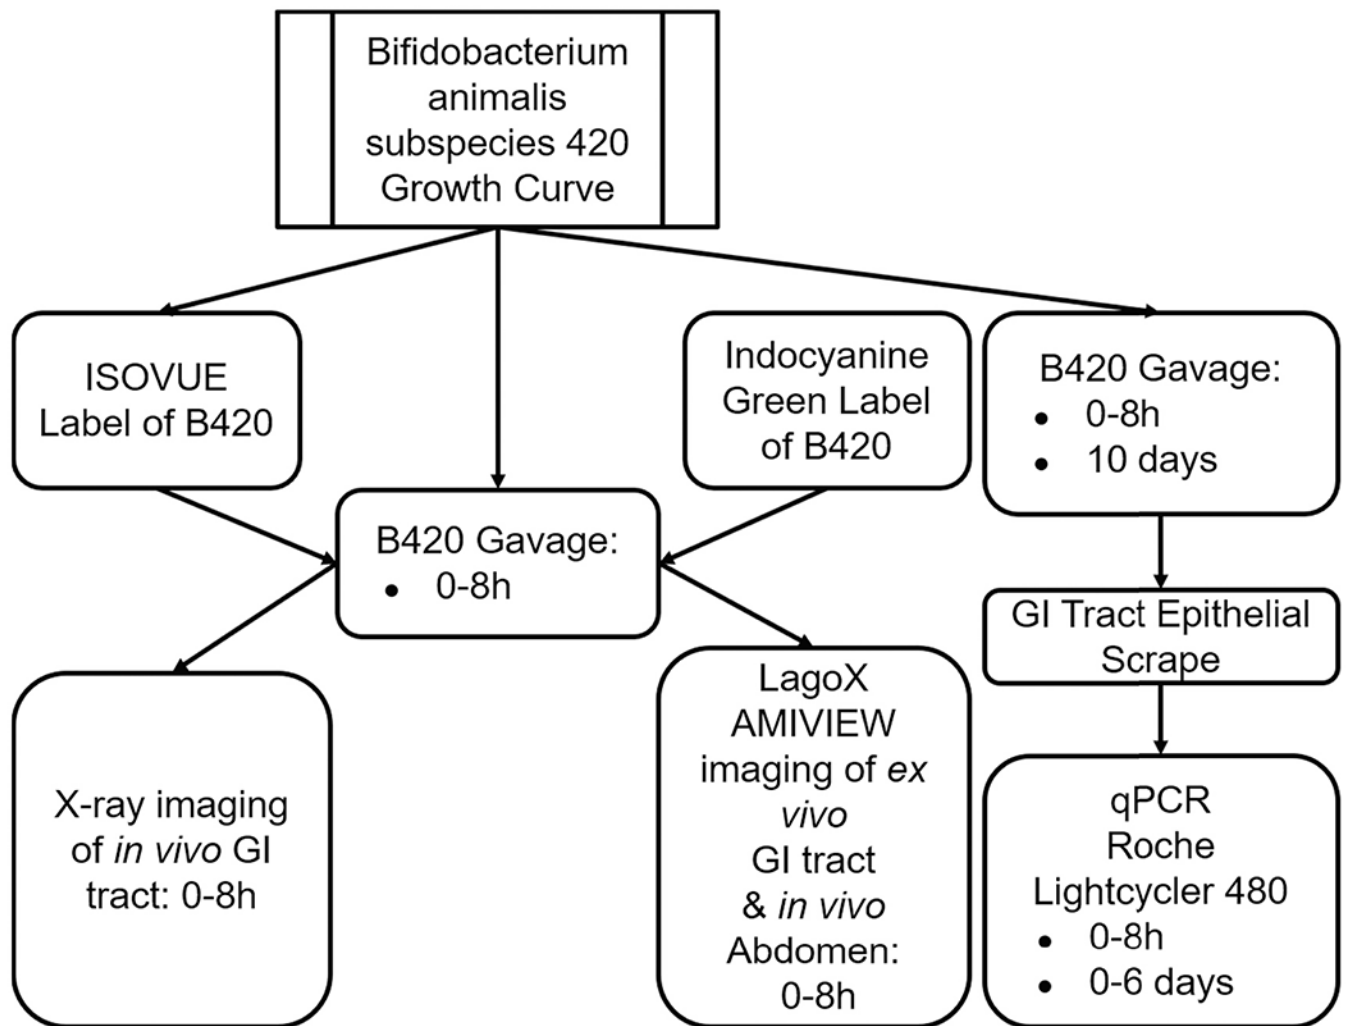 Bifidobacterium
animalis
subspecies 420
Growth Curve
ISOVUE
Label of B420
Indocyanine
Green Label
of B420
B420 Gavage:
• 0-8h
• 10 days
B420 Gavage:
• 0-8h
GI Tract Epithelial
Scrape
X-ray imaging
of in vivo GI
tract: 0-8h
LagoX
AMIVIEW
imaging of ex
vivo
GI tract
& in vivo
Abdomen:
0-8h
qPCR
Roche
Lightcycler 480
• 0-8h
• 0-6 days